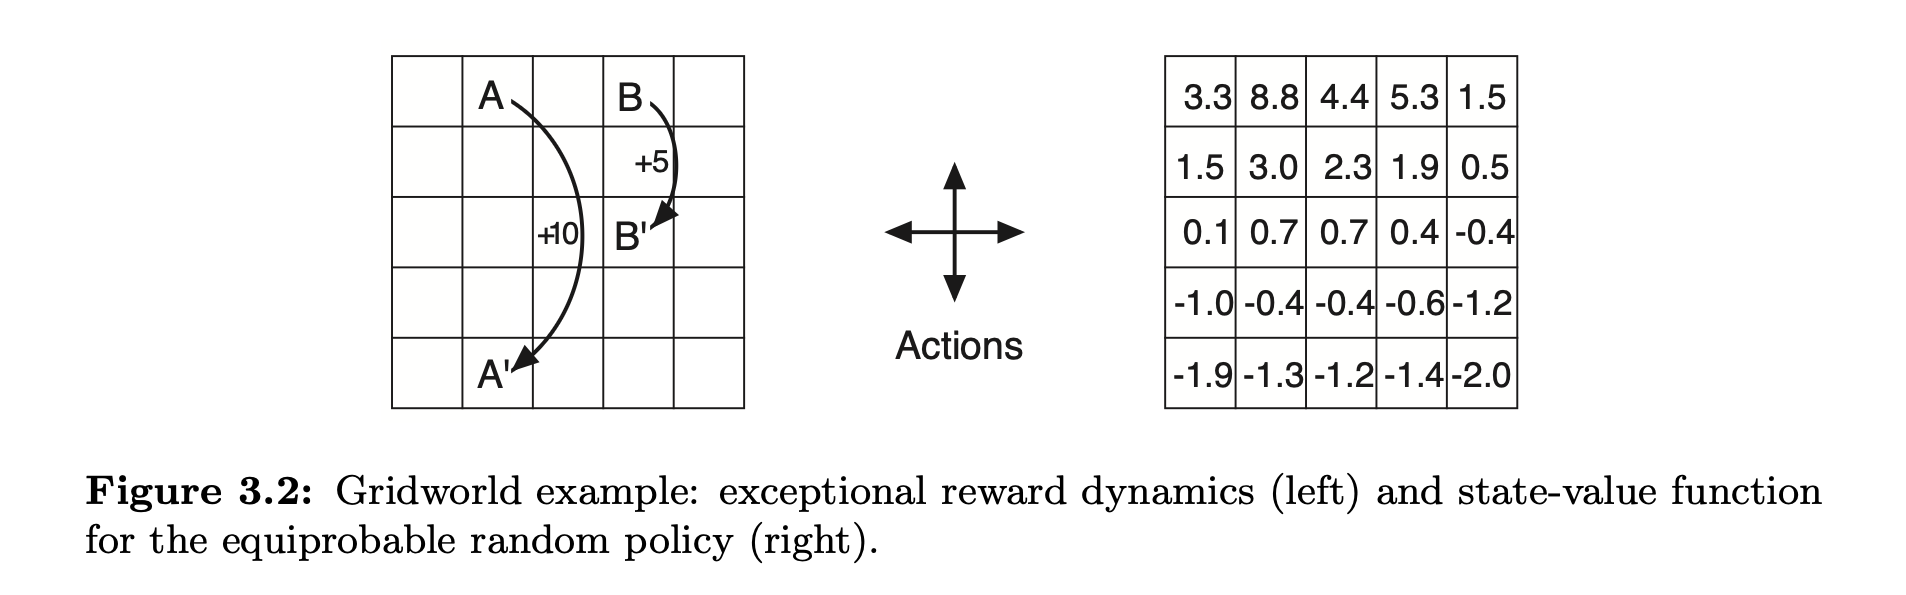 A B
+5
+10 B'
A'
Actions
3.3 8.8 4.4 5.3 1.5
1.5 3.0 2.3 1.9 0.5
0.1 0.7 0.7 0.4 -0.4
-1.0 -0.4 -0.4 -0.6 -1.2
-1.9 -1.3 -1.2 -1.4 -2.0
Figure 3.2: Gridworld example: exceptional reward dynamics (left) and state-value function
for the equiprobable random policy (right).